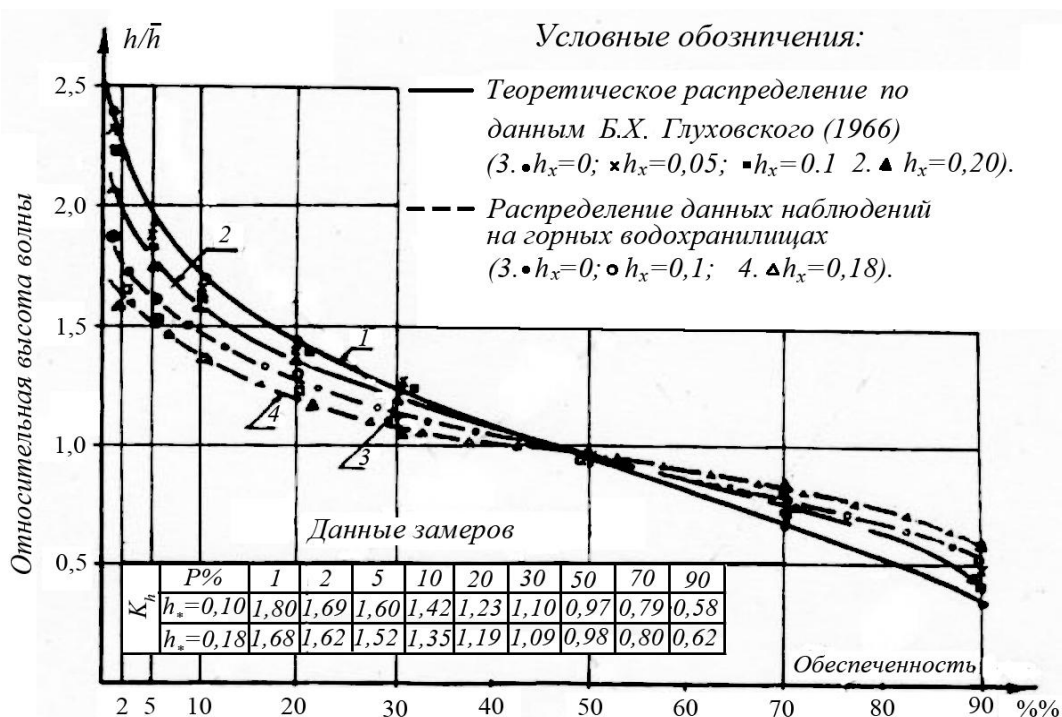 h/h̄
Условные обознпчения:
Теоретическое распределение по
данным Б.Х. Глуховского (1966)
(3. •hₓ=0; ×hₓ=0,05; ▪hₓ=0.1 2. ▲ hₓ=0,20).
Распределение данных наблюдений
на горных водохранилищах
(3.•hₓ=0; o hₓ=0,1; 4. △hₓ=0,18).
Относительная высота волны
2,5
2,0
1,5
1,0
0,5
2
1
4
3
Данные замеров
Kₕ
P% 1 2 5 10 20 30 50 70 90
h*=0,10 1,80 1,69 1,60 1,42 1,23 1,10 0,97 0,79 0,58
h*=0,18 1,68 1,62 1,52 1,35 1,19 1,09 0,98 0,80 0,62
Обеспеченность
2 5 10 20 30 40 50 60 70 80 90 %%